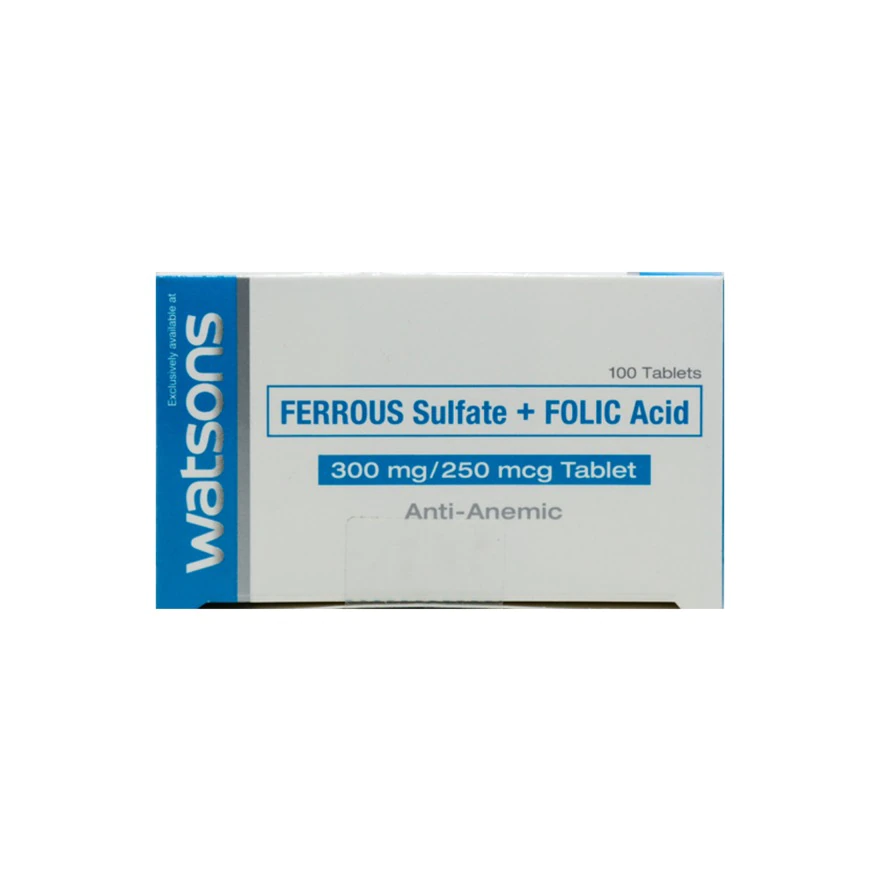 Exclusively available at
watsons
100 Tablets
FERROUS Sulfate + FOLIC Acid
300 mg/250 mcg Tablet
Anti-Anemic